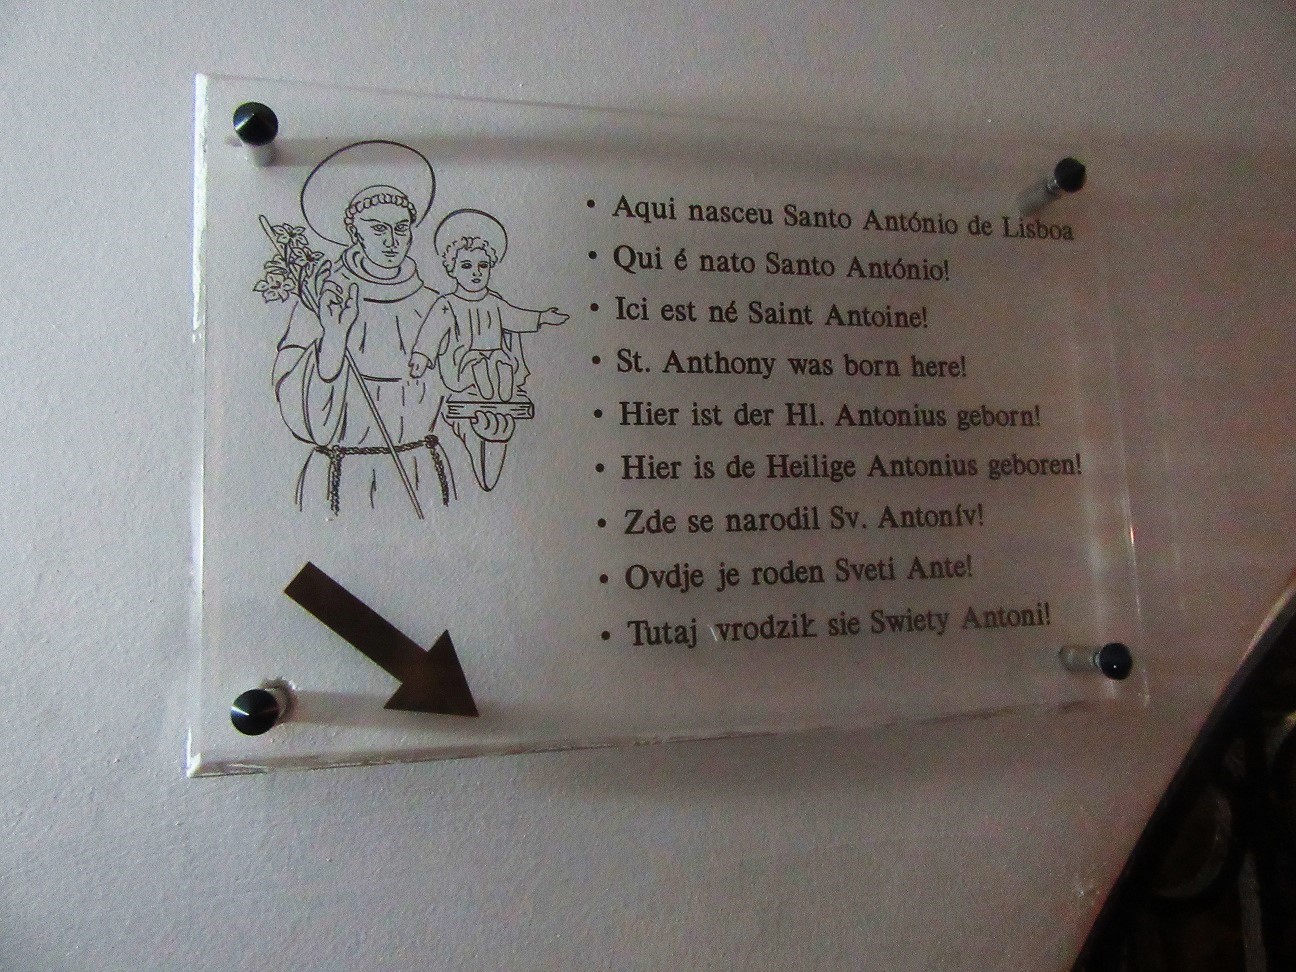 • Aqui nasceu Santo António de Lisboa
• Qui é nato Santo António!
• Ici est né Saint Antoine!
• St. Anthony was born here!
• Hier ist der Hl. Antonius geborn!
• Hier is de Heilige Antonius geboren!
• Zde se narodil Sv. Antonív!
• Ovdje je roden Sveti Ante!
• Tutaj vrodził sie Swiety Antoni!